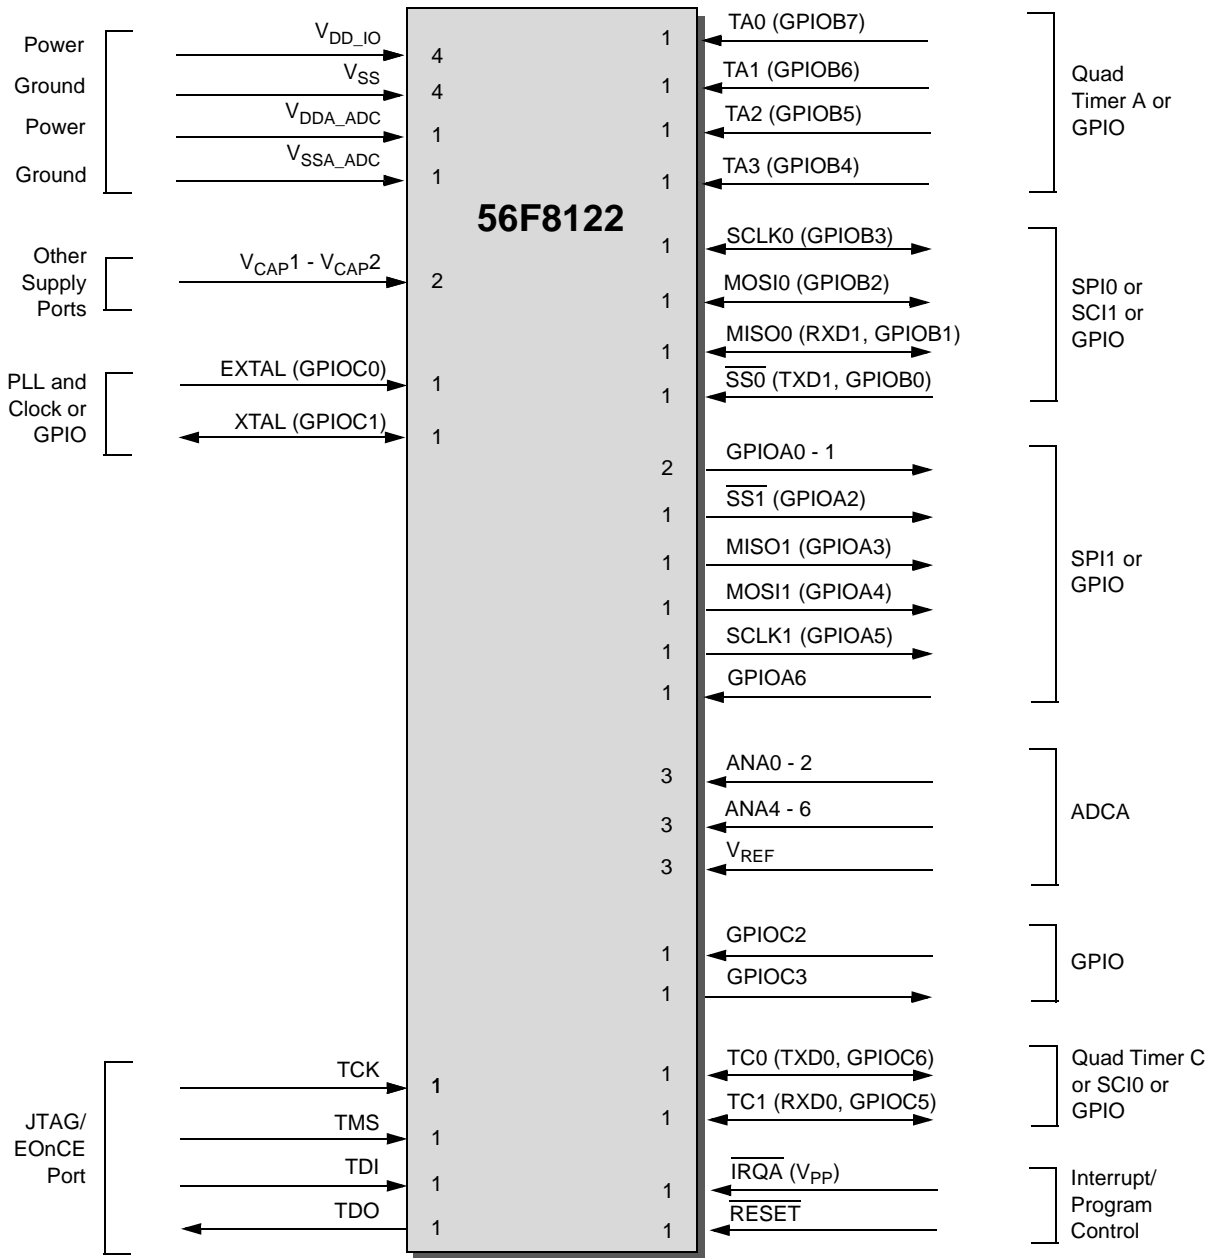 Power
V_DD_IO
4
Ground
V_SS
4
Power
V_DDA_ADC
1
Ground
V_SSA_ADC
1
Other
Supply
Ports
V_CAP1 - V_CAP2
2
PLL and
Clock or
GPIO
EXTAL (GPIOC0)
1
XTAL (GPIOC1)
1
JTAG/
EOnCE
Port
TCK
1
TMS
1
TDI
1
TDO
1
56F8122
1
TA0 (GPIOB7)
1
TA1 (GPIOB6)
1
TA2 (GPIOB5)
1
TA3 (GPIOB4)
Quad
Timer A or
GPIO
1
SCLK0 (GPIOB3)
1
MOSI0 (GPIOB2)
1
MISO0 (RXD1, GPIOB1)
1
SS0 (TXD1, GPIOB0)
SPI0 or
SCI1 or
GPIO
2
GPIOA0 - 1
1
SS1 (GPIOA2)
1
MISO1 (GPIOA3)
1
MOSI1 (GPIOA4)
1
SCLK1 (GPIOA5)
1
GPIOA6
SPI1 or
GPIO
3
ANA0 - 2
3
ANA4 - 6
3
V_REF
ADCA
1
GPIOC2
1
GPIOC3
GPIO
1
TC0 (TXD0, GPIOC6)
1
TC1 (RXD0, GPIOC5)
Quad Timer C
or SCI0 or
GPIO
1
IRQA (V_PP)
1
RESET
Interrupt/
Program
Control